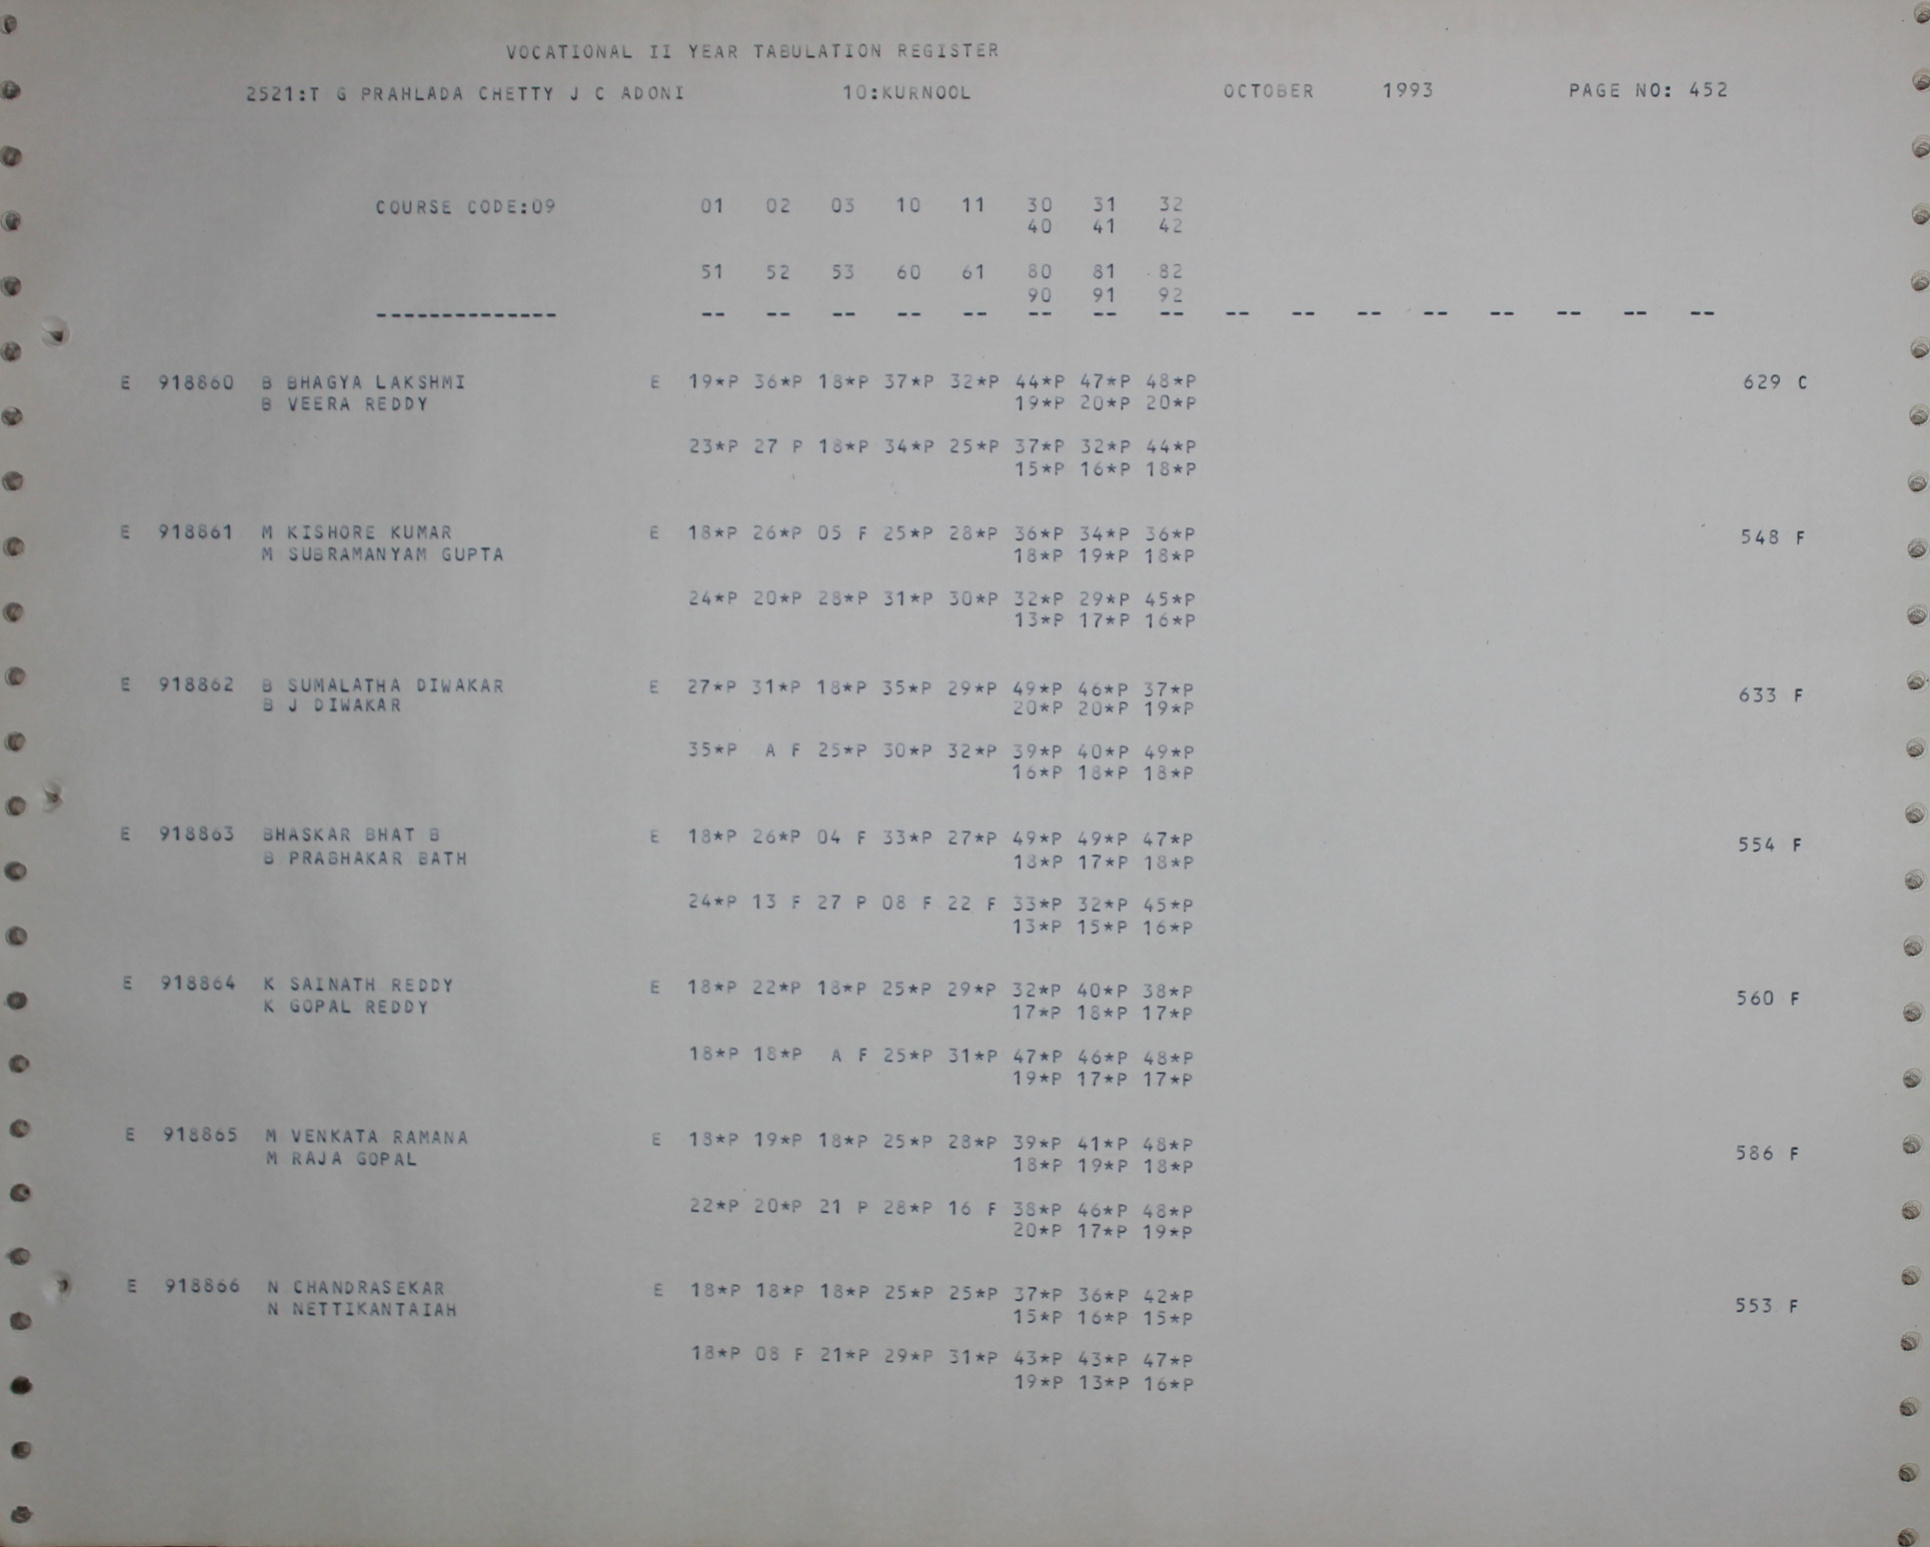 VOCATIONAL II YEAR TABULATION REGISTER
2521:T G PRAHLADA CHETTY J C ADONI 10:KURNOOL OCTOBER 1993 PAGE NO: 452
COURSE CODE:09 01 02 03 10 11 30 31 32
40 41 42
51 52 53 60 61 80 81 82
90 91 92
-------------- -- -- -- -- -- -- -- -- -- -- -- -- -- -- -- --
E 918860 B BHAGYA LAKSHMI E 19*P 36*P 18*P 37*P 32*P 44*P 47*P 48*P 629 C
B VEERA REDDY 19*P 20*P 20*P
23*P 27 P 18*P 34*P 25*P 37*P 32*P 44*P
15*P 16*P 18*P
E 918861 M KISHORE KUMAR E 18*P 26*P 05 F 25*P 28*P 36*P 34*P 36*P 548 F
M SUBRAMANYAM GUPTA 18*P 19*P 18*P
24*P 20*P 28*P 31*P 30*P 32*P 29*P 45*P
13*P 17*P 16*P
E 918862 B SUMALATHA DIWAKAR E 27*P 31*P 18*P 35*P 29*P 49*P 46*P 37*P 633 F
B J DIWAKAR 20*P 20*P 19*P
35*P A F 25*P 30*P 32*P 39*P 40*P 49*P
16*P 18*P 18*P
E 918863 BHASKAR BHAT B E 18*P 26*P 04 F 33*P 27*P 49*P 49*P 47*P 554 F
B PRABHAKAR BATH 18*P 17*P 18*P
24*P 13 F 27 P 08 F 22 F 33*P 32*P 45*P
13*P 15*P 16*P
E 918864 K SAINATH REDDY E 18*P 22*P 18*P 25*P 29*P 32*P 40*P 38*P 560 F
K GOPAL REDDY 17*P 18*P 17*P
18*P 18*P A F 25*P 31*P 47*P 46*P 48*P
19*P 17*P 17*P
E 918865 M VENKATA RAMANA E 18*P 19*P 18*P 25*P 28*P 39*P 41*P 48*P 586 F
M RAJA GOPAL 18*P 19*P 18*P
22*P 20*P 21 P 28*P 16 F 38*P 46*P 48*P
20*P 17*P 19*P
E 918866 N CHANDRASEKAR E 18*P 18*P 18*P 25*P 25*P 37*P 36*P 42*P 553 F
N NETTIKANTAIAH 15*P 16*P 15*P
18*P 08 F 21*P 29*P 31*P 43*P 43*P 47*P
19*P 13*P 16*P